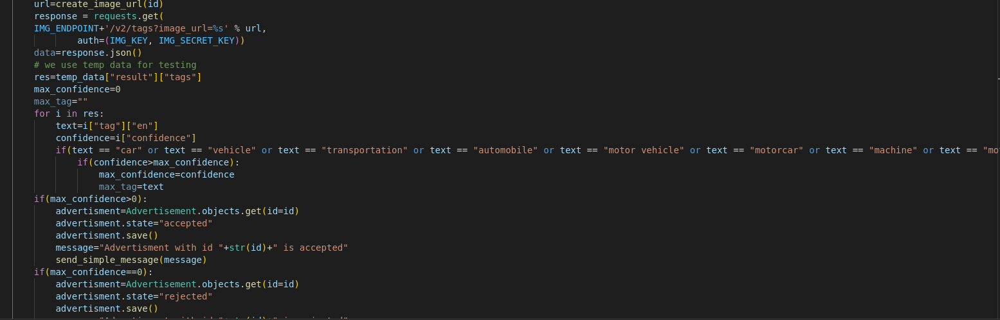 url=create_image_url(id)
response = requests.get(
IMG_ENDPOINT+'/v2/tags?image_url=%s' % url,
auth=(IMG_KEY, IMG_SECRET_KEY))
data=response.json()
# we use temp data for testing
res=temp_data["result"]["tags"]
max_confidence=0
max_tag=""
for i in res:
text=i["tag"]["en"]
confidence=i["confidence"]
if(text == "car" or text == "vehicle" or text == "transportation" or text == "automobile" or text == "motor vehicle" or text == "motorcar" or text == "machine" or text == "mo
if(confidence>max_confidence):
max_confidence=confidence
max_tag=text
if(max_confidence>0):
advertisment=Advertisement.objects.get(id=id)
advertisment.state="accepted"
advertisment.save()
message="Advertisment with id "+str(id)+" is accepted"
send_simple_message(message)
if(max_confidence==0):
advertisment=Advertisement.objects.get(id=id)
advertisment.state="rejected"
advertisment.save()